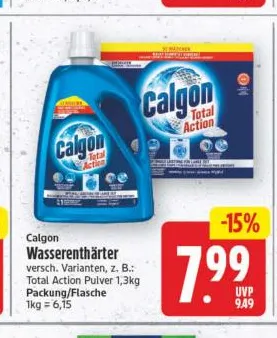 Calgon
Total
Action
Calgon
Total
Action
Calgon
Wasserenthärter
versch. Varianten, z. B.:
Total Action Pulver 1,3kg
Packung/Flasche
1kg = 6,15
-15%
7.99
UVP
9,49